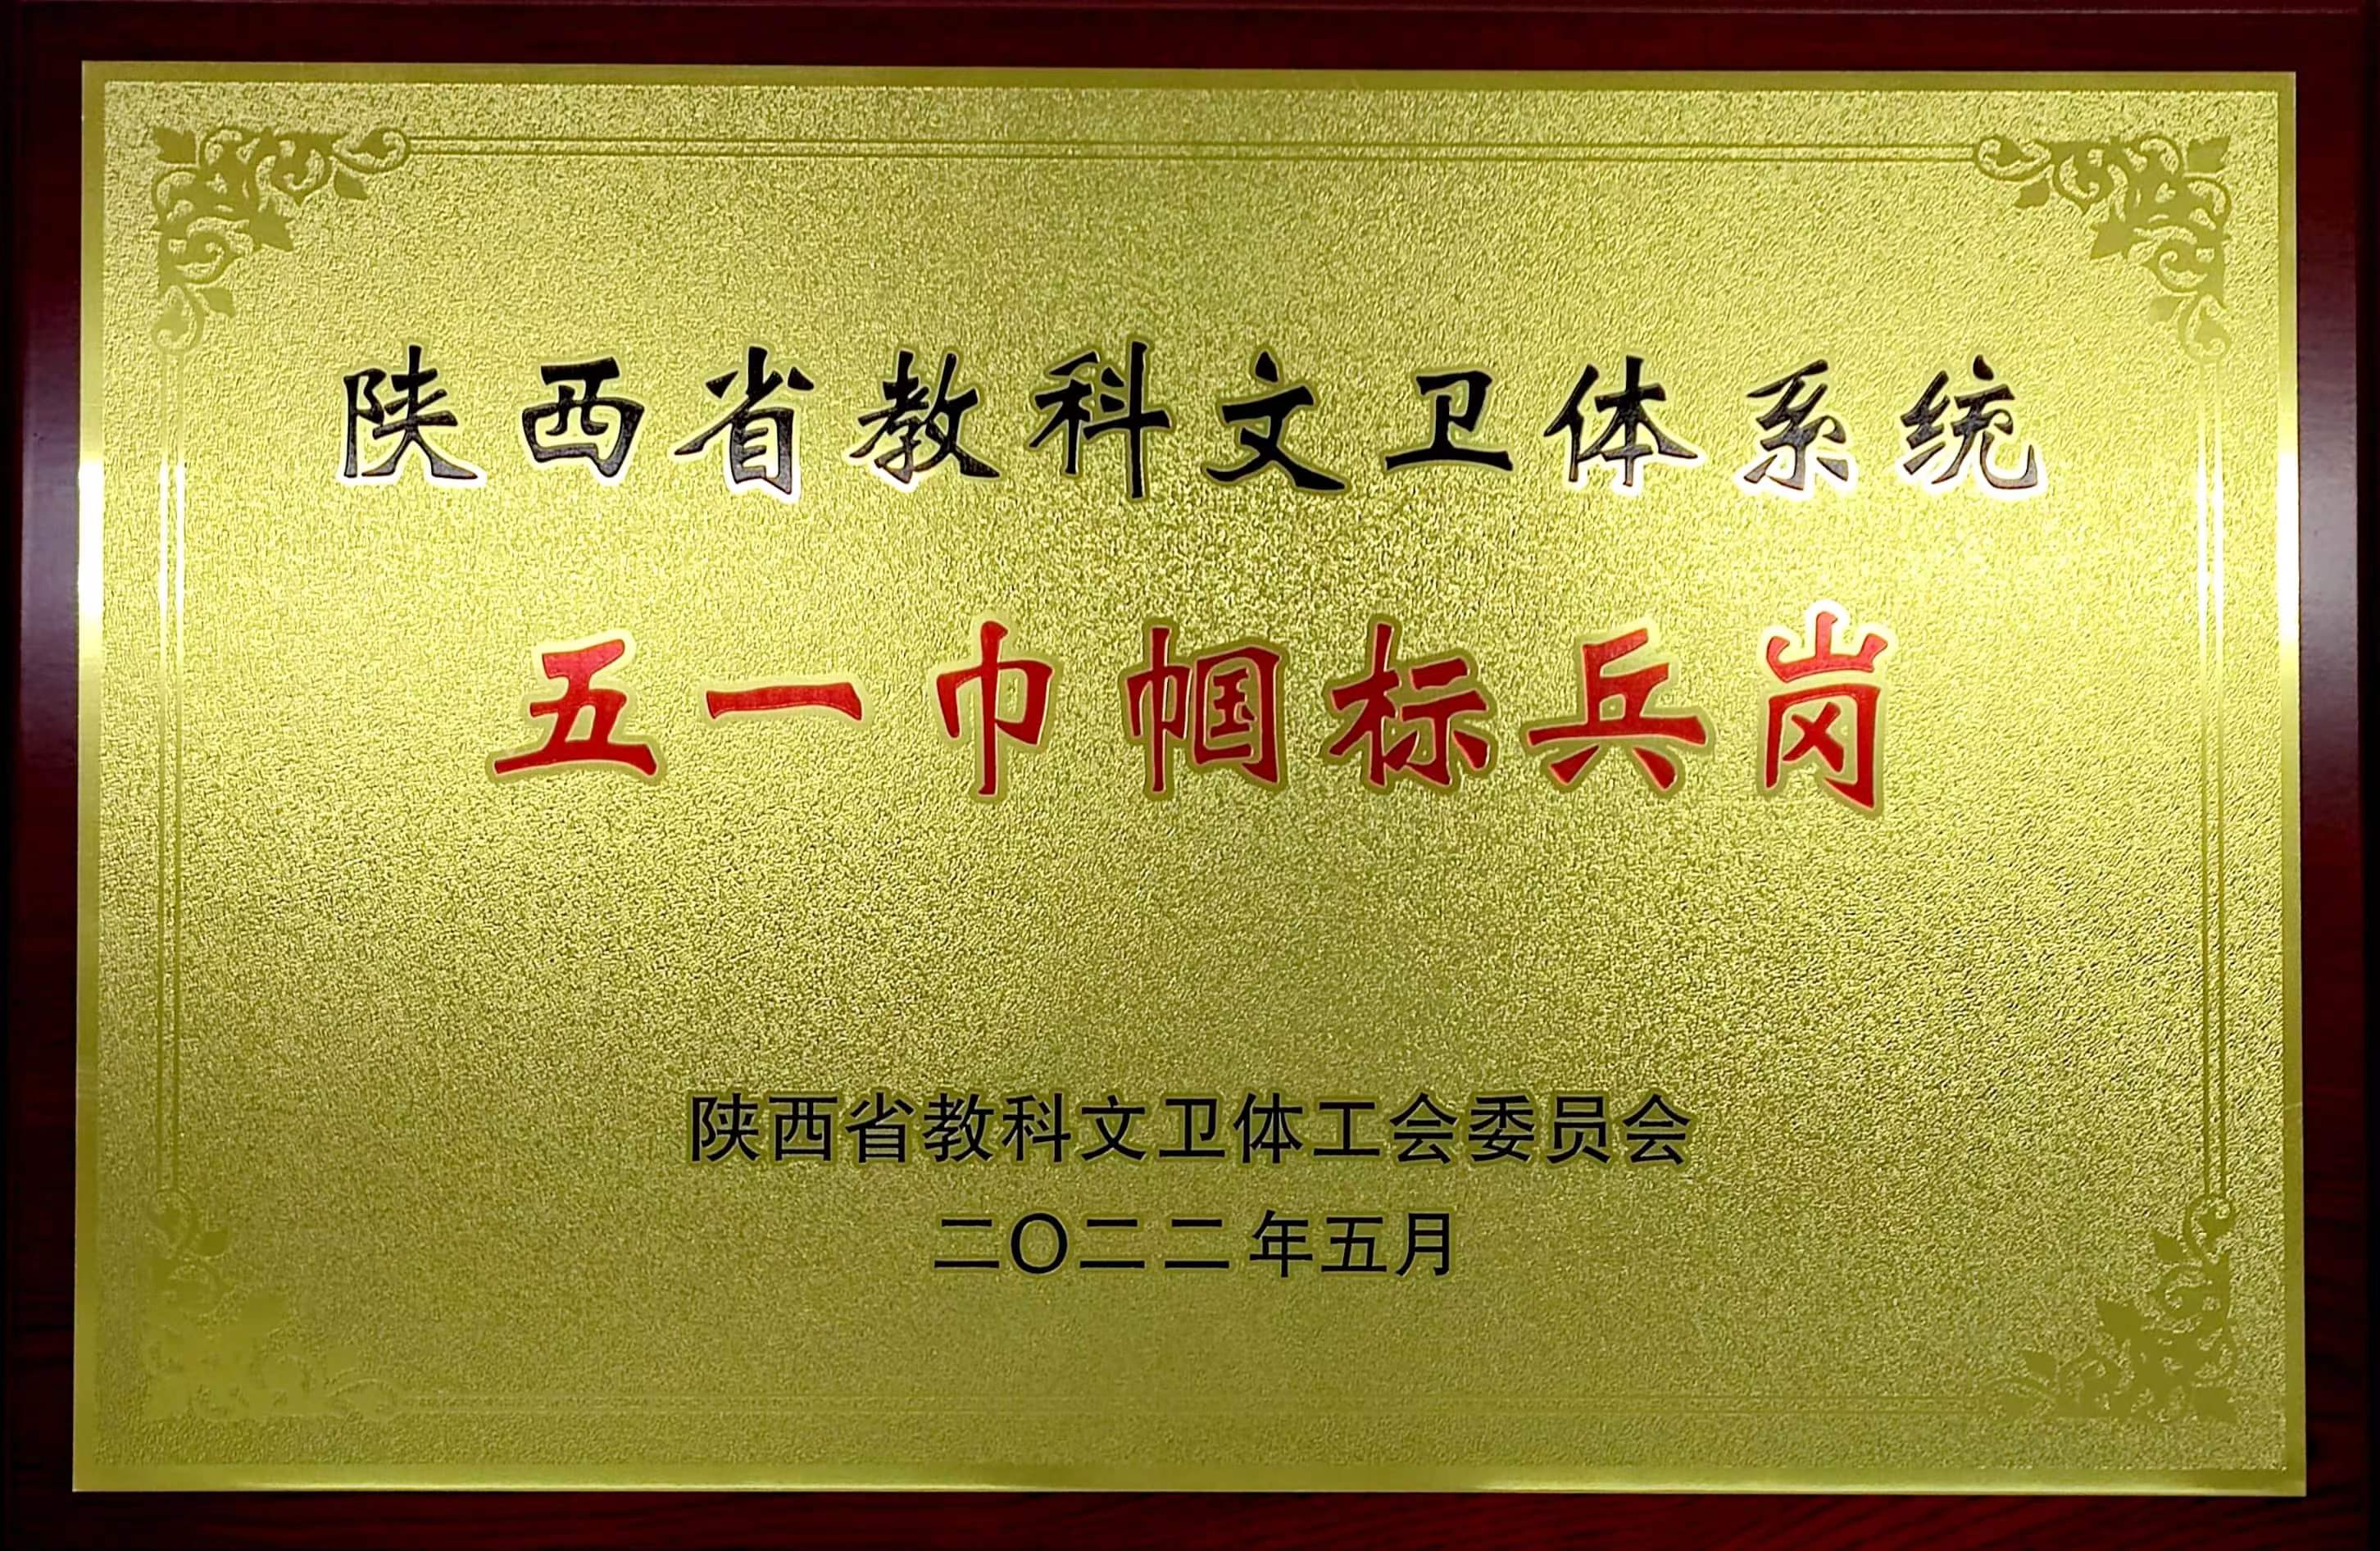 陕西省教科文卫体系统
五一巾帼标兵岗
陕西省教科文卫体工会委员会
二〇二二年五月